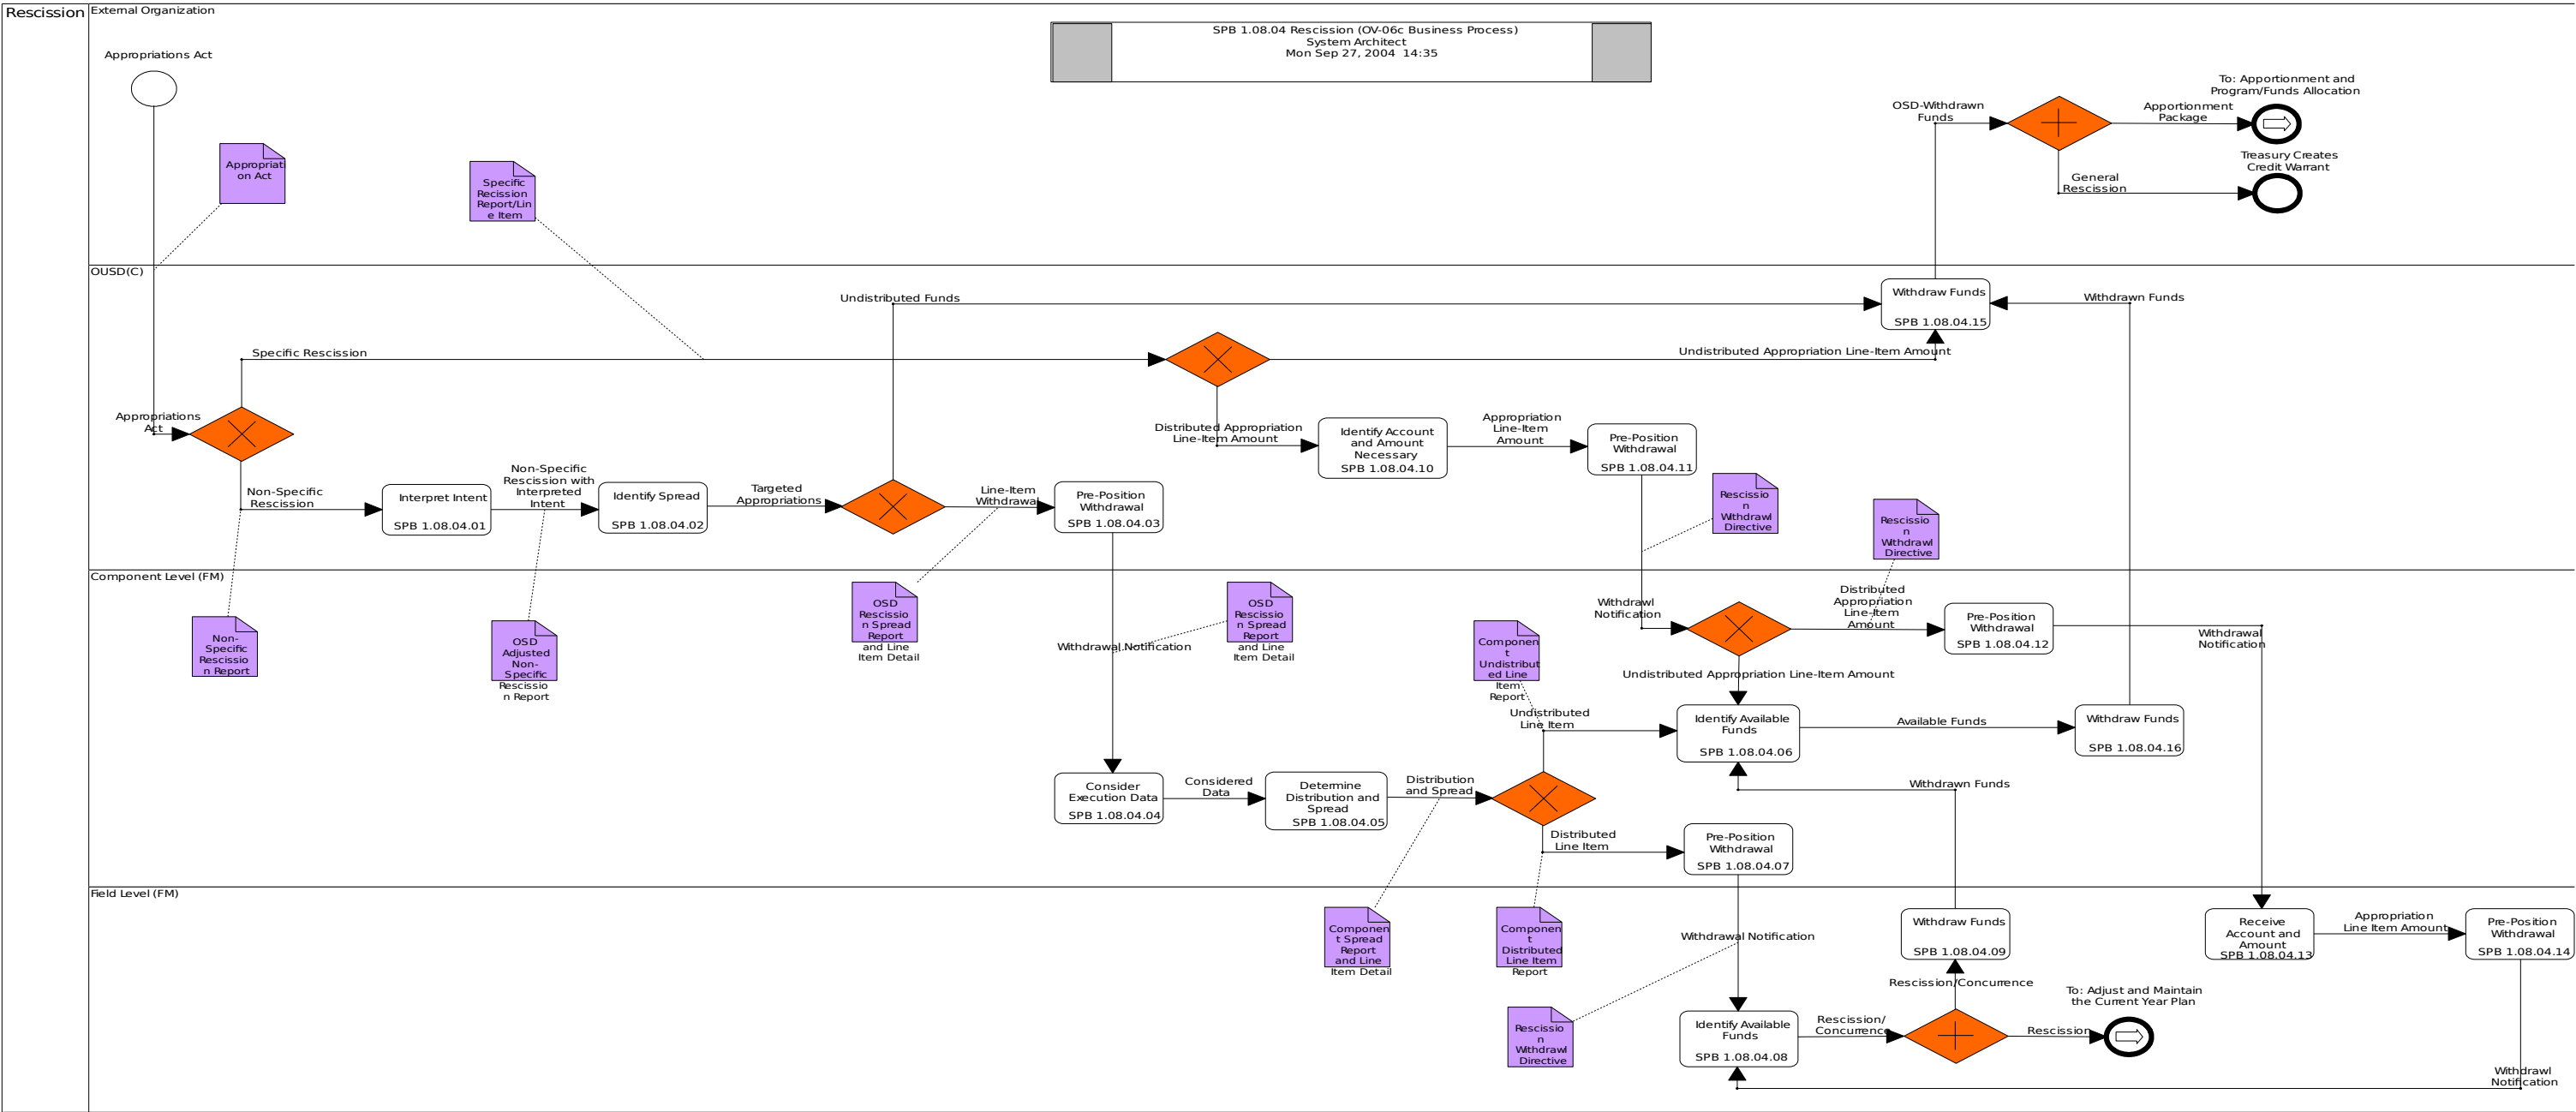 Rescission
External Organization
SPB 1.08.04 Rescission (OV-06c Business Process)
System Architect
Mon Sep 27, 2004  14:35
Appropriations Act
Appropriati
on Act
Specific
Recission
Report/Lin
e Item
OSD-Withdrawn
Funds
Apportionment
Package
To: Apportionment and
Program/Funds Allocation
General
Rescission
Treasury Creates
Credit Warrant
OUSD(C)
Undistributed Funds
Withdraw Funds
SPB 1.08.04.15
Withdrawn Funds
Specific Rescission
Undistributed Appropriation Line-Item Amount
Appropriations
Act
Distributed Appropriation
Line-Item Amount
Identify Account
and Amount
Necessary
SPB 1.08.04.10
Appropriation
Line-Item
Amount
Pre-Position
Withdrawal
SPB 1.08.04.11
Non-Specific
Rescission
Interpret Intent
SPB 1.08.04.01
Non-Specific
Rescission with
Interpreted
Intent
Identify Spread
SPB 1.08.04.02
Targeted
Appropriations
Line-Item
Withdrawal
Pre-Position
Withdrawal
SPB 1.08.04.03
Rescissio
n
Withdrawl
Directive
Rescissio
n
Withdrawl
Directive
Component Level (FM)
Non-
Specific
Rescissio
n Report
OSD
Adjusted
Non-
Specific
Rescissio
n Report
OSD
Rescissio
n Spread
Report
and Line
Item Detail
Withdrawal Notification
OSD
Rescissio
n Spread
Report
and Line
Item Detail
Withdrawl
Notification
Distributed
Appropriation
Line-Item
Amount
Pre-Position
Withdrawal
SPB 1.08.04.12
Withdrawal
Notification
Componen
t
Undistribut
ed Line
Item
Report
Undistributed Appropriation Line-Item Amount
Undistributed
Line Item
Identify Available
Funds
SPB 1.08.04.06
Available Funds
Withdraw Funds
SPB 1.08.04.16
Consider
Execution Data
SPB 1.08.04.04
Considered
Data
Determine
Distribution and
Spread
SPB 1.08.04.05
Distribution
and Spread
Withdrawn Funds
Distributed
Line Item
Pre-Position
Withdrawal
SPB 1.08.04.07
Field Level (FM)
Componen
t Spread
Report
and Line
Item Detail
Componen
t
Distributed
Line Item
Report
Withdrawal Notification
Withdraw Funds
SPB 1.08.04.09
Receive
Account and
Amount
SPB 1.08.04.13
Appropriation
Line Item Amount
Pre-Position
Withdrawal
SPB 1.08.04.14
Rescission/Concurrence
To: Adjust and Maintain
the Current Year Plan
Rescissio
n
Withdrawl
Directive
Identify Available
Funds
SPB 1.08.04.08
Rescission/
Concurrence
Rescission
Withdrawl
Notification